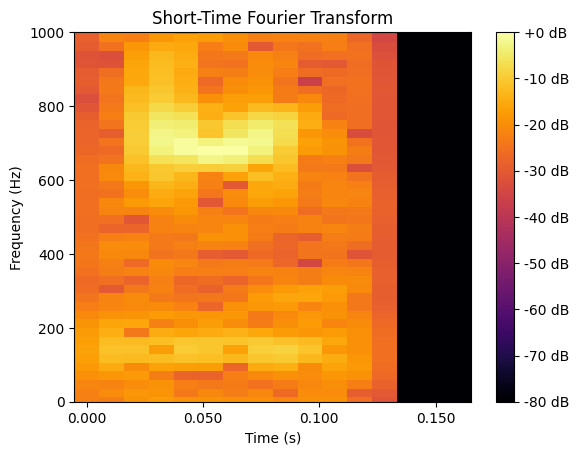 Short-Time Fourier Transform
1000
800
600
400
200
0
Frequency (Hz)
0.000
0.050
0.100
0.150
Time (s)
+0 dB
-10 dB
-20 dB
-30 dB
-40 dB
-50 dB
-60 dB
-70 dB
-80 dB